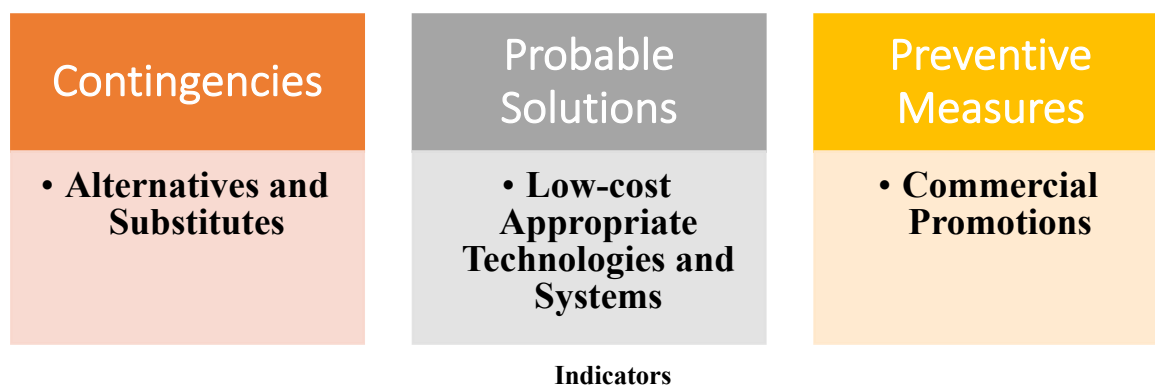 Contingencies
• Alternatives and
Substitutes
Probable
Solutions
• Low-cost
Appropriate
Technologies and
Systems
Preventive
Measures
• Commercial
Promotions
Indicators